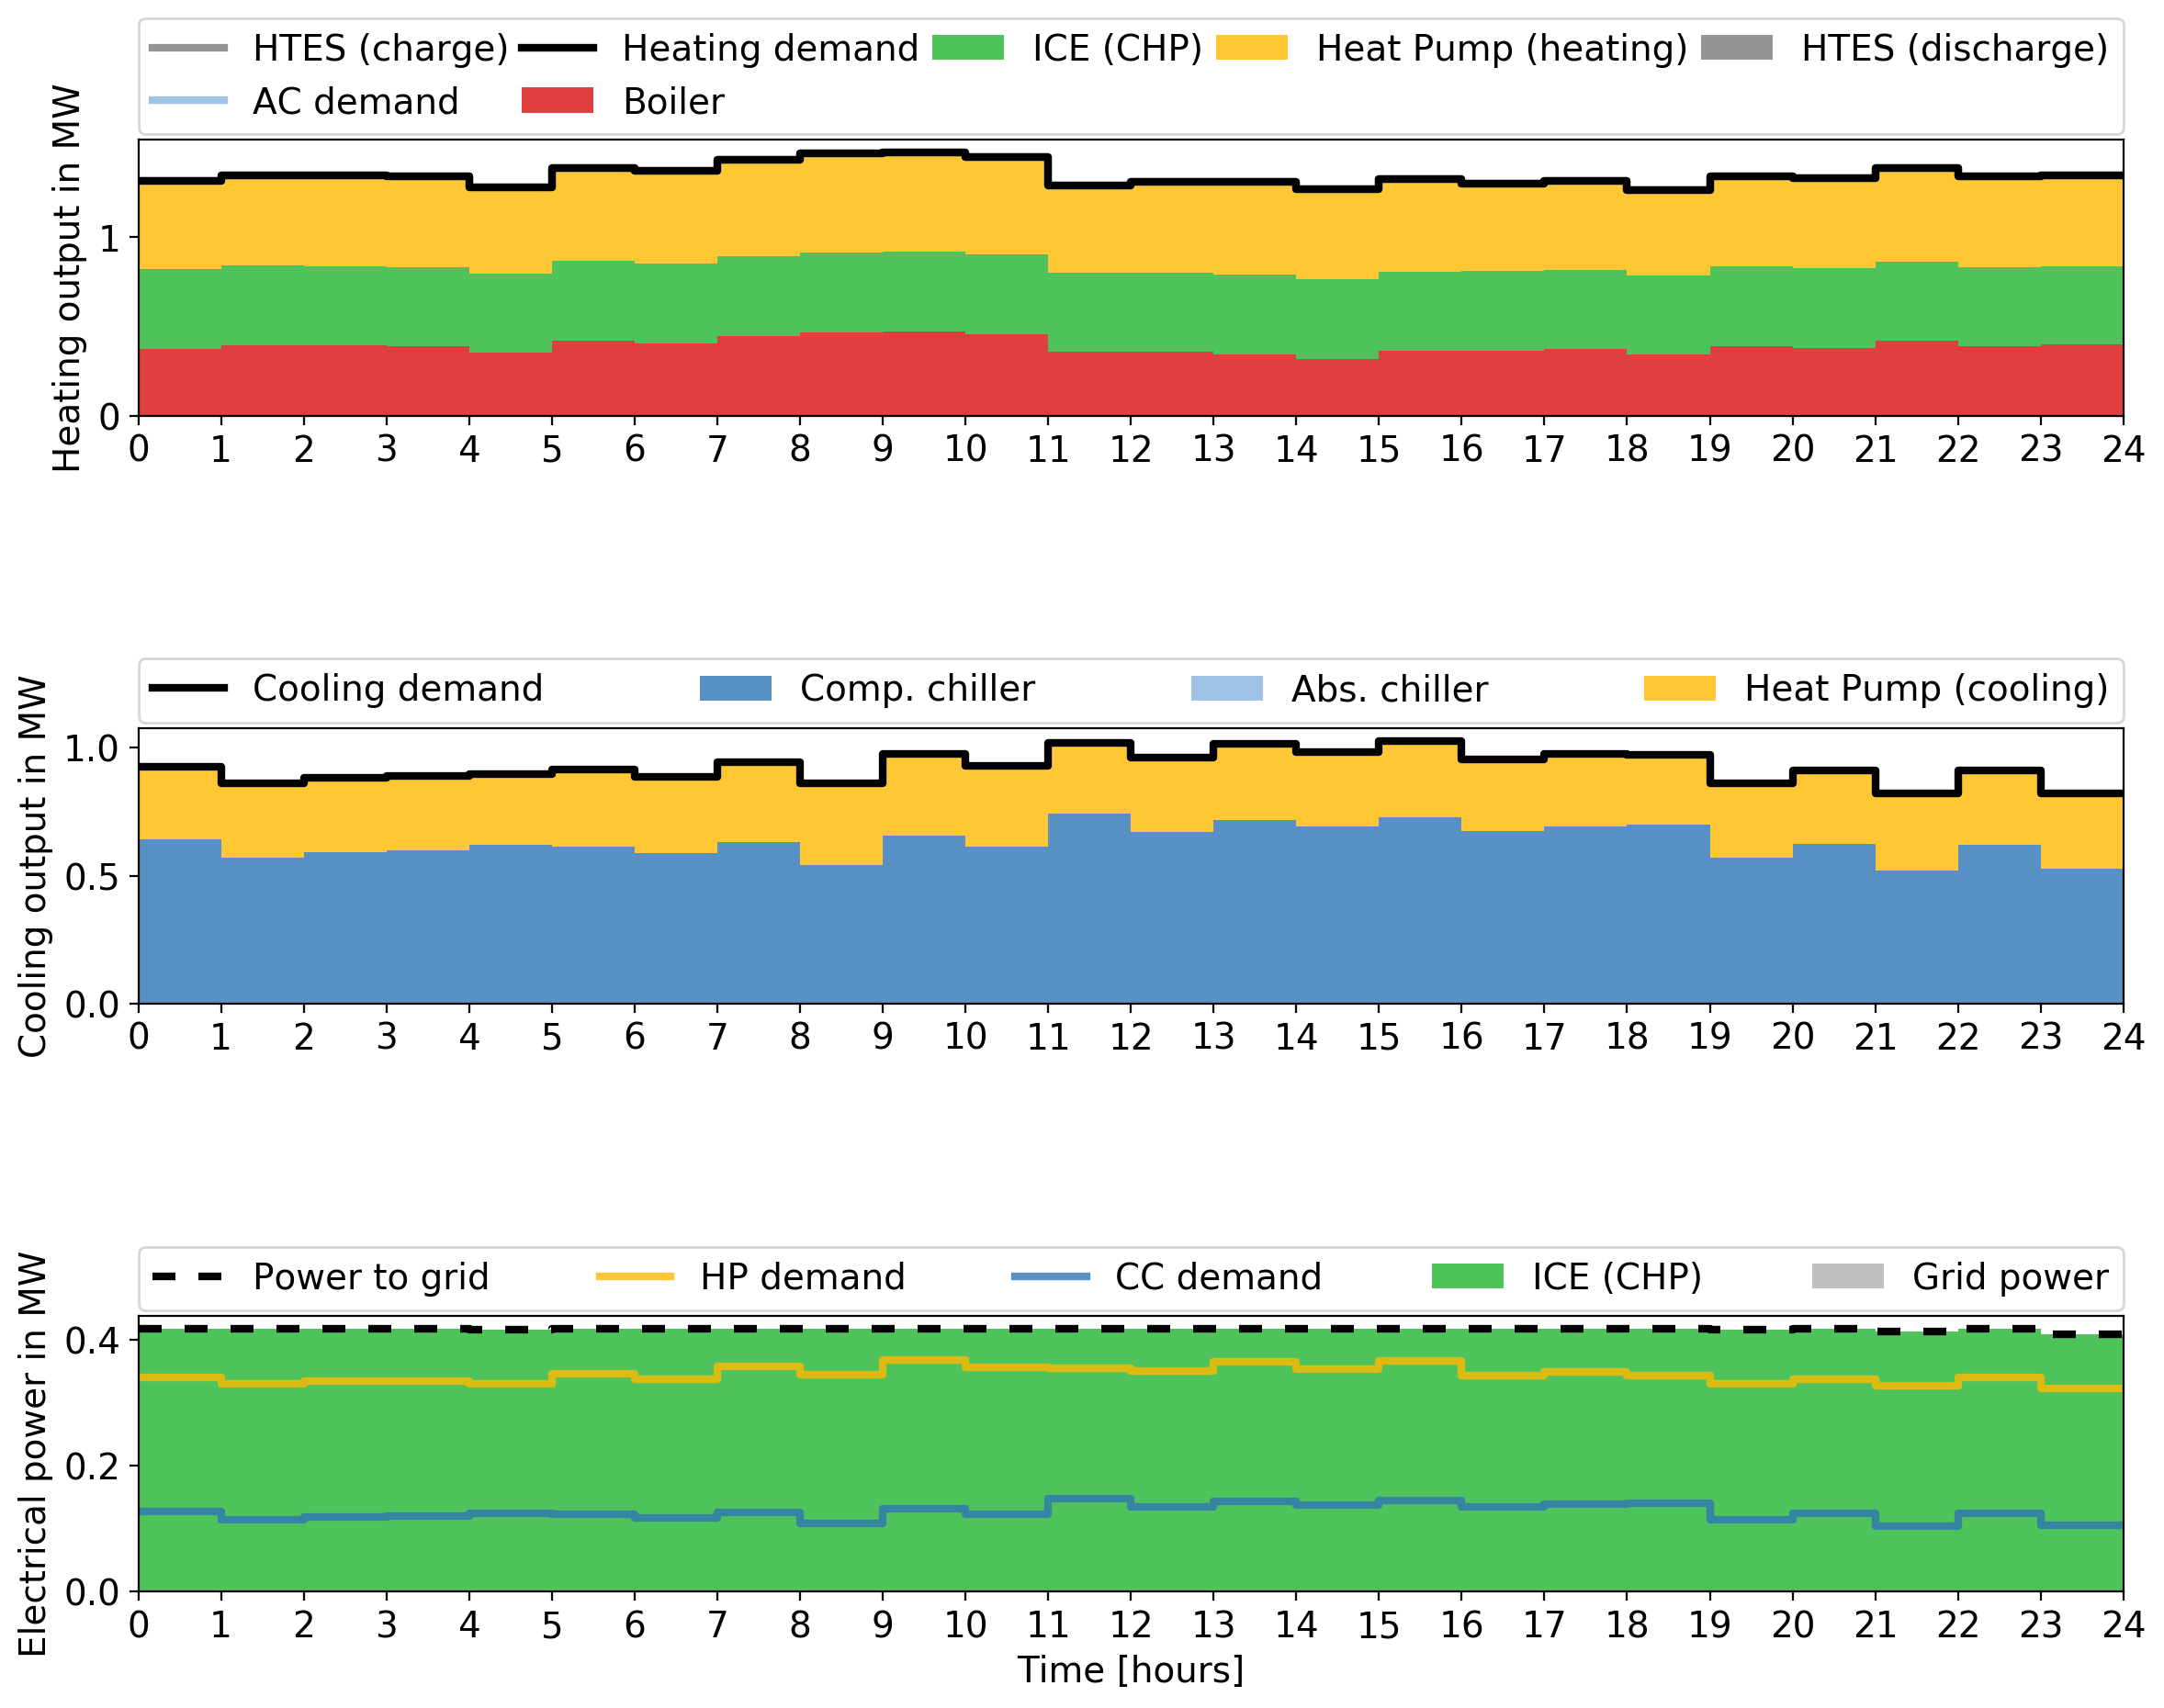 HTES (charge) Heating demand ICE (CHP) Heat Pump (heating) HTES (discharge)
AC demand Boiler
Heating output in MW
1
0
0 1 2 3 4 5 6 7 8 9 10 11 12 13 14 15 16 17 18 19 20 21 22 23 24
Cooling demand Comp. chiller Abs. chiller Heat Pump (cooling)
Cooling output in MW
1.0
0.5
0.0
0 1 2 3 4 5 6 7 8 9 10 11 12 13 14 15 16 17 18 19 20 21 22 23 24
Power to grid HP demand CC demand ICE (CHP) Grid power
Electrical power in MW
0.4
0.2
0.0
0 1 2 3 4 5 6 7 8 9 10 11 12 13 14 15 16 17 18 19 20 21 22 23 24
Time [hours]